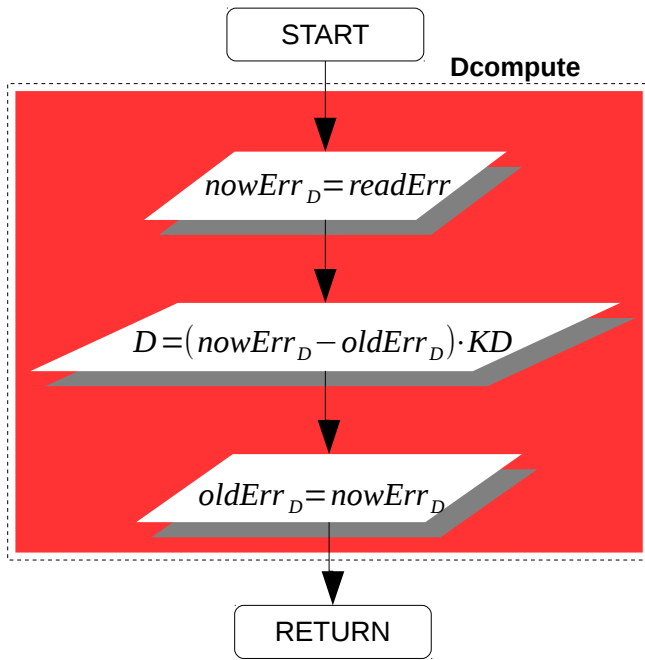 START
Dcompute
nowErr_D = readErr
D = (nowErr_D − oldErr_D) · KD
oldErr_D = nowErr_D
RETURN